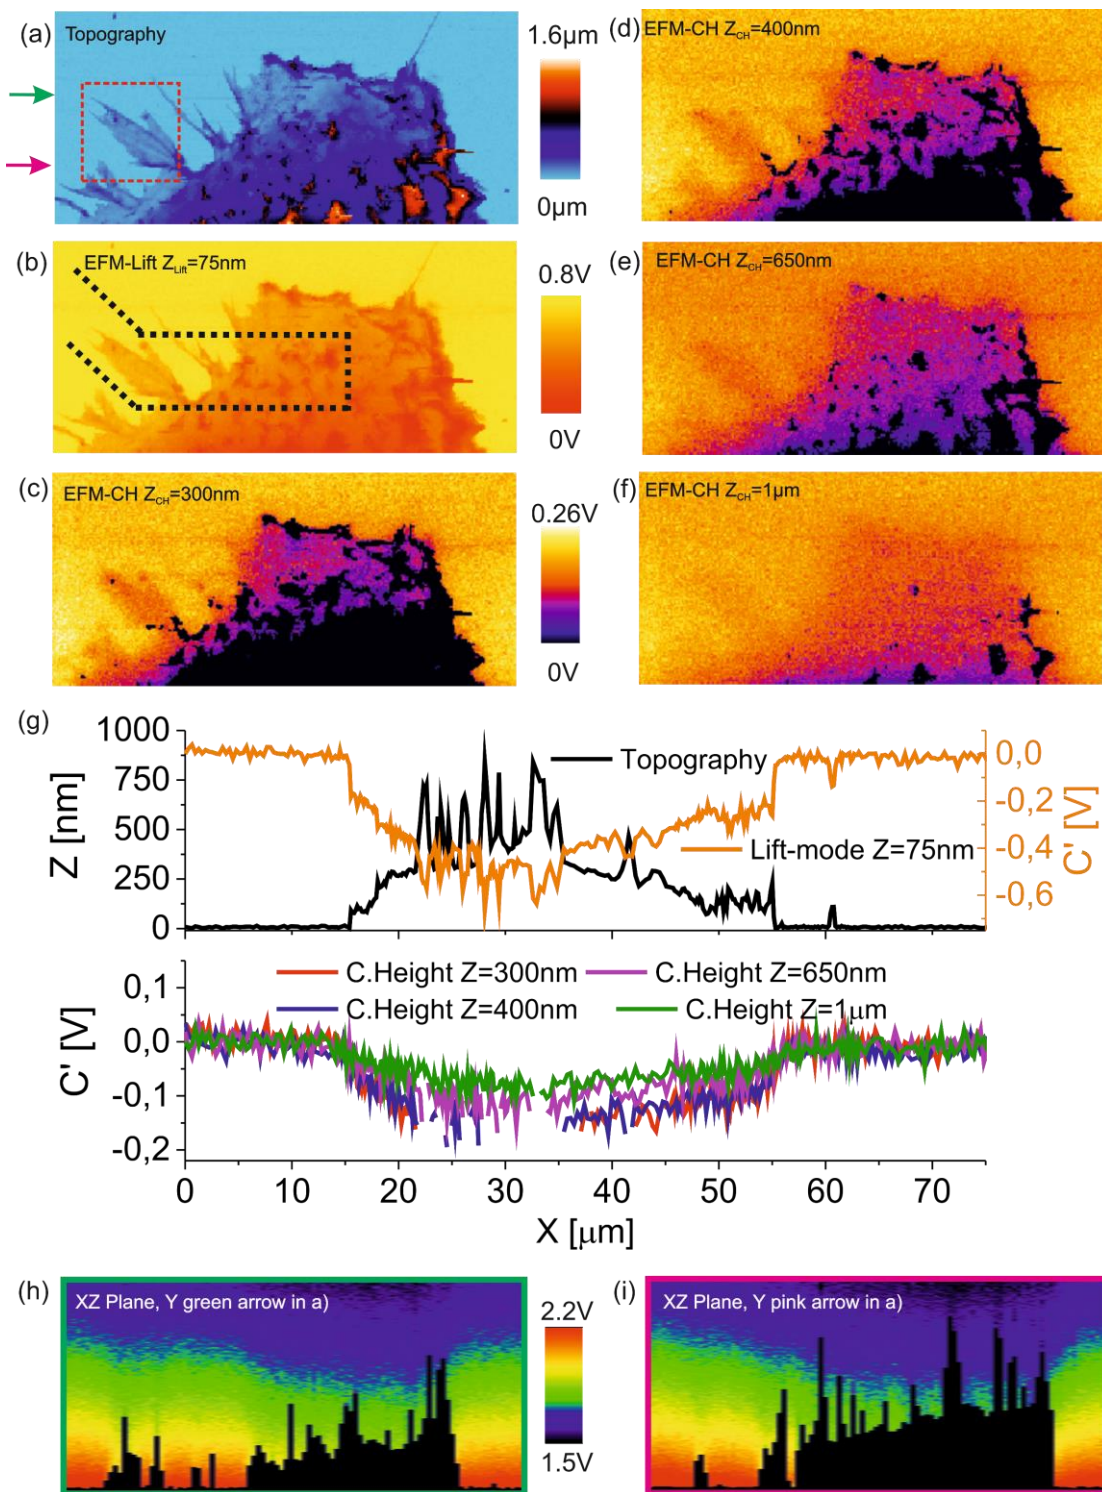 (a) Topography
1.6μm
0μm
(d) EFM-CH Z_CH=400nm
(b) EFM-Lift Z_Lift=75nm
0.8V
0V
(e) EFM-CH Z_CH=650nm
(c) EFM-CH Z_CH=300nm
0.26V
0V
(f) EFM-CH Z_CH=1μm
(g)
1000
750
500
250
0
Z [nm]
Topography
Lift-mode Z=75nm
0,0
-0,2
-0,4
-0,6
C' [V]
C.Height Z=300nm
C.Height Z=650nm
C.Height Z=400nm
C.Height Z=1μm
0,1
0,0
-0,1
-0,2
C' [V]
0 10 20 30 40 50 60 70
X [μm]
(h) XZ Plane, Y green arrow in a)
2.2V
1.5V
(i) XZ Plane, Y pink arrow in a)